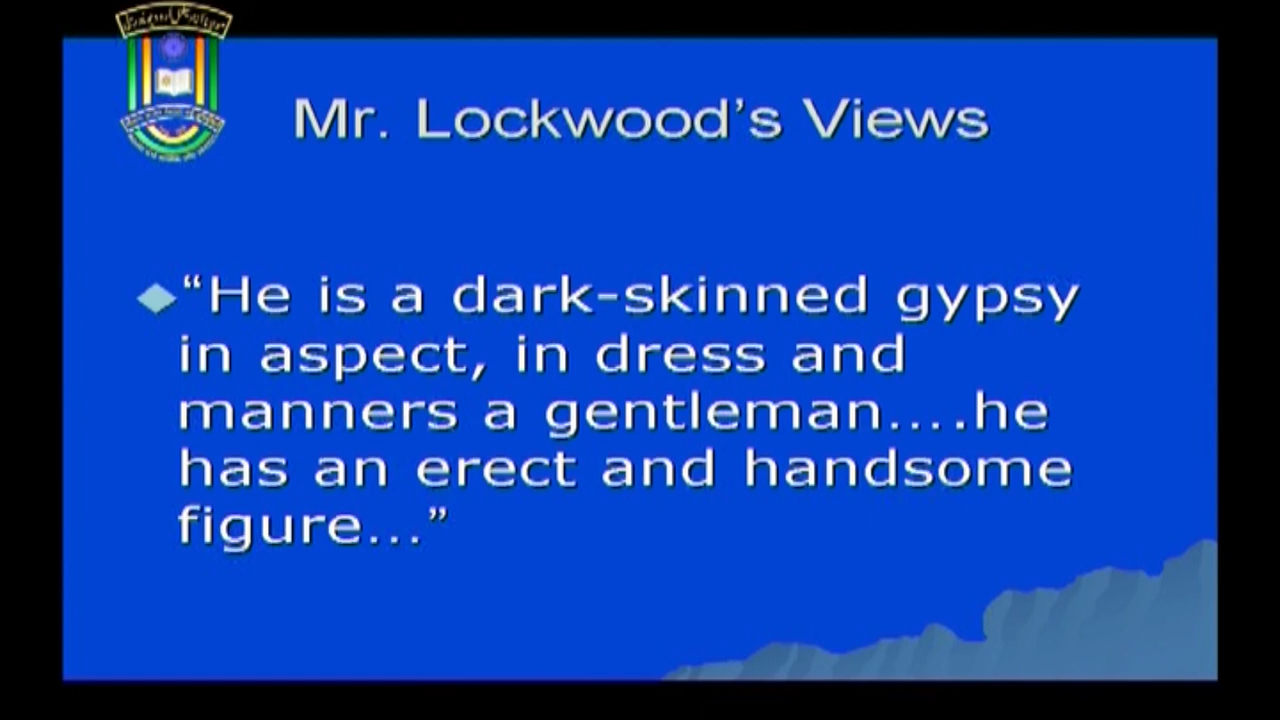 Mr. Lockwood’s Views
“He is a dark-skinned gypsy
in aspect, in dress and
manners a gentleman....he
has an erect and handsome
figure...”